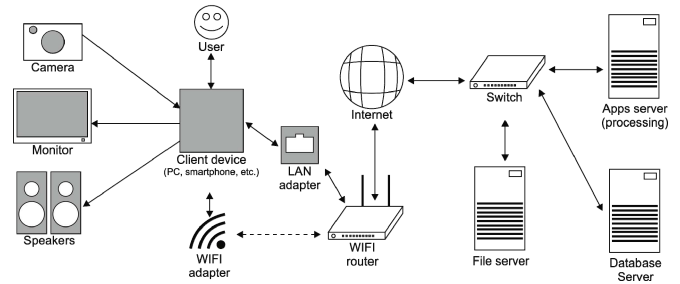 User
Camera
Monitor
Speakers
Client device
(PC, smartphone, etc.)
LAN
adapter
WIFI
adapter
Internet
WIFI
router
Switch
File server
Apps server
(processing)
Database
Server